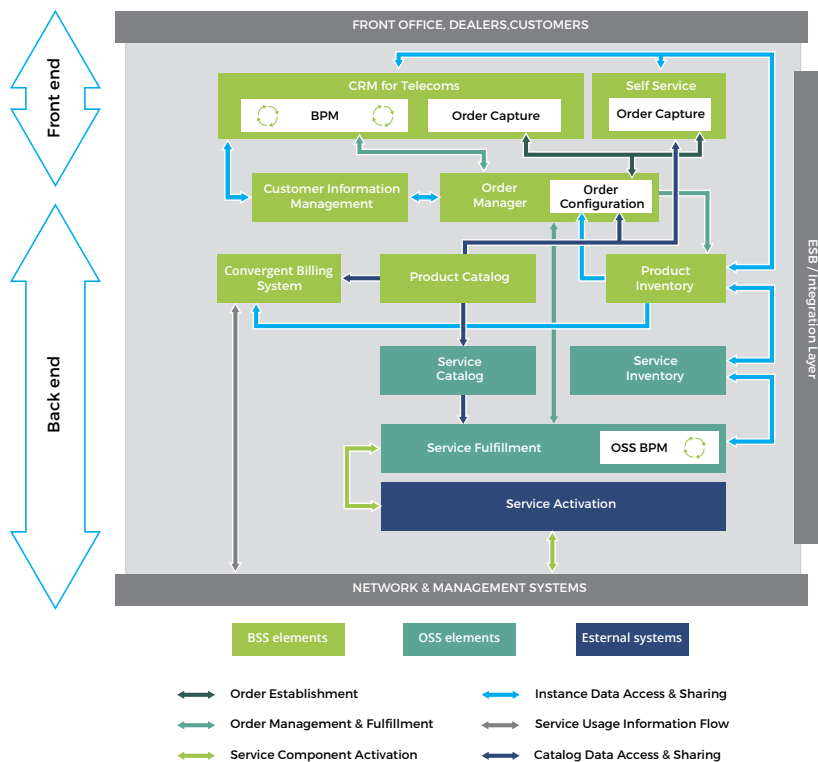 FRONT OFFICE, DEALERS,CUSTOMERS
Front end
CRM for Telecoms
BPM
Order Capture
Self Service
Order Capture
Customer Information
Management
Order
Manager
Order
Configuration
ESB / Integration Layer
Convergent Billing
System
Product Catalog
Product
Inventory
Back end
Service
Catalog
Service
Inventory
Service Fulfillment
OSS BPM
Service Activation
NETWORK & MANAGEMENT SYSTEMS
BSS elements
OSS elements
Esternal systems
Order Establishment
Instance Data Access & Sharing
Order Management & Fulfillment
Service Usage Information Flow
Service Component Activation
Catalog Data Access & Sharing